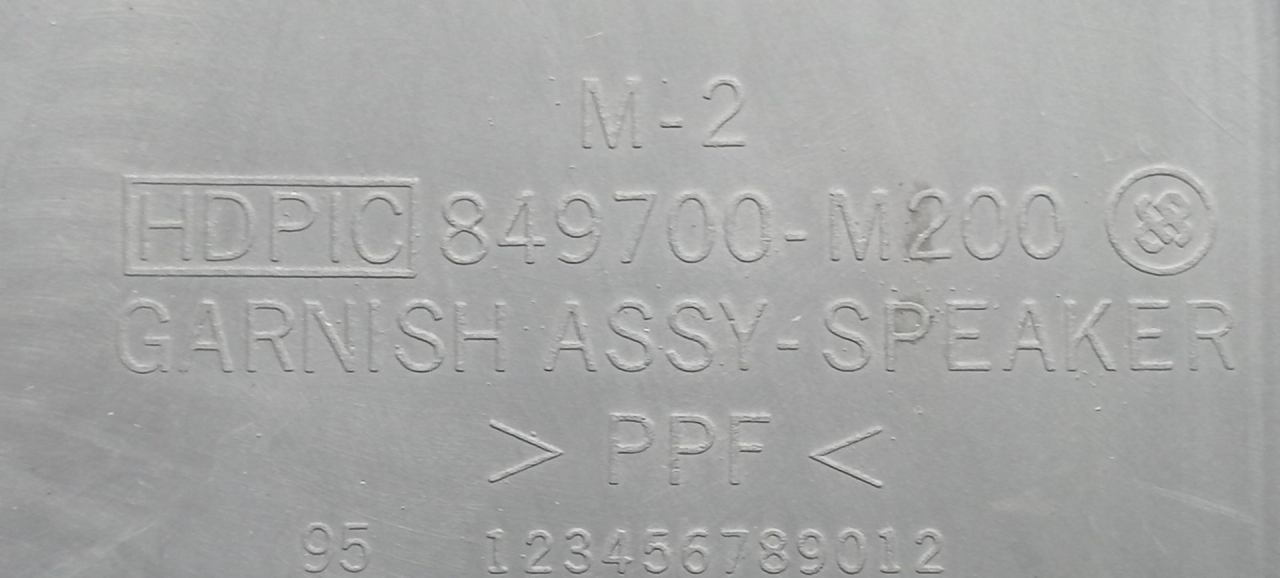 M-2
HDPIC 849700-M200
GARNISH ASSY-SPEAKER
> PPF <
95 123456789012